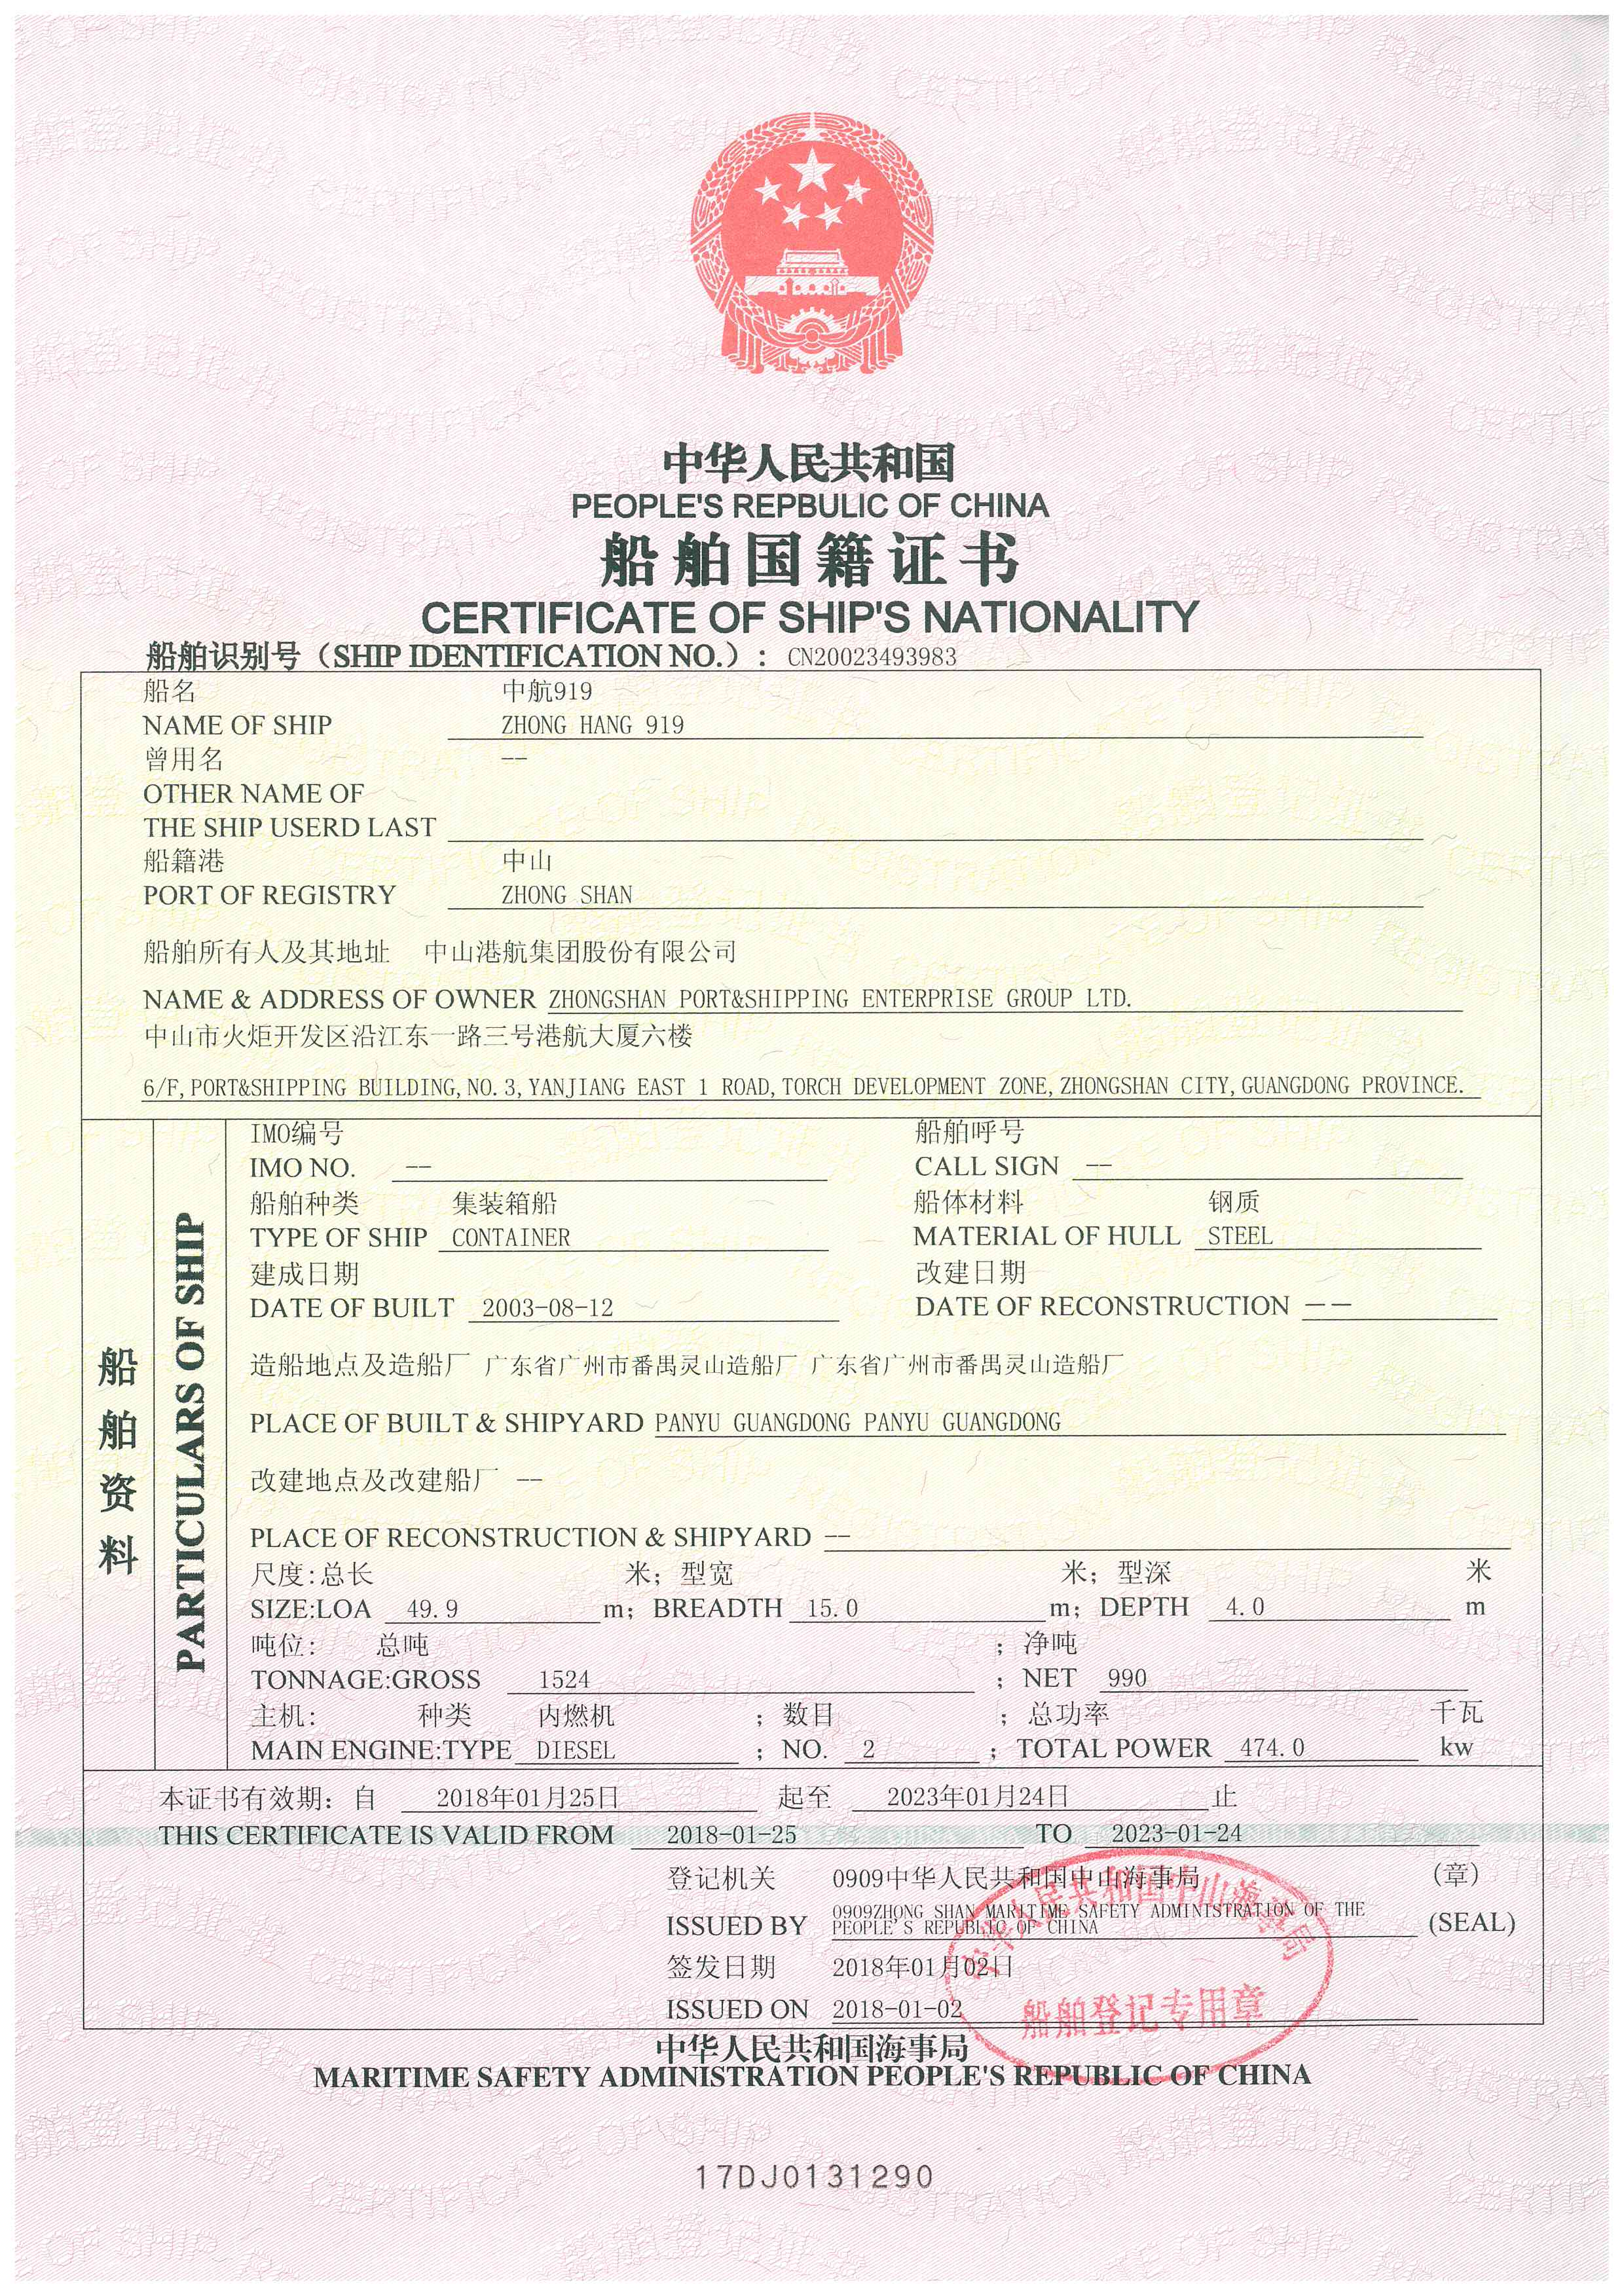 中华人民共和国
PEOPLE'S REPBULIC OF CHINA
船舶国籍证书
CERTIFICATE OF SHIP'S NATIONALITY
船舶识别号（SHIP IDENTIFICATION NO.）: CN20023493983
船名 中航919
NAME OF SHIP ZHONG HANG 919
曾用名 --
OTHER NAME OF
THE SHIP USERD LAST
船籍港 中山
PORT OF REGISTRY ZHONG SHAN
船舶所有人及其地址 中山港航集团股份有限公司
NAME & ADDRESS OF OWNER ZHONGSHAN PORT&SHIPPING ENTERPRISE GROUP LTD.
中山市火炬开发区沿江东一路三号港航大厦六楼
6/F,PORT&SHIPPING BUILDING,NO.3,YANJIANG EAST 1 ROAD,TORCH DEVELOPMENT ZONE,ZHONGSHAN CITY,GUANGDONG PROVINCE.
船舶资料
PARTICULARS OF SHIP
IMO编号 船舶呼号
IMO NO. -- CALL SIGN --
船舶种类 集装箱船 船体材料 钢质
TYPE OF SHIP CONTAINER MATERIAL OF HULL STEEL
建成日期 改建日期
DATE OF BUILT 2003-08-12 DATE OF RECONSTRUCTION --
造船地点及造船厂 广东省广州市番禺灵山造船厂 广东省广州市番禺灵山造船厂
PLACE OF BUILT & SHIPYARD PANYU GUANGDONG PANYU GUANGDONG
改建地点及改建船厂 --
PLACE OF RECONSTRUCTION & SHIPYARD --
尺度:总长 米；型宽 米；型深 米
SIZE:LOA 49.9 m; BREADTH 15.0 m; DEPTH 4.0 m
吨位: 总吨 ；净吨
TONNAGE:GROSS 1524 ; NET 990
主机: 种类 内燃机 ；数目 ；总功率 千瓦
MAIN ENGINE:TYPE DIESEL ; NO. 2 ; TOTAL POWER 474.0 kw
本证书有效期: 自 2018年01月25日 起至 2023年01月24日 止
THIS CERTIFICATE IS VALID FROM 2018-01-25 TO 2023-01-24
登记机关 0909中华人民共和国中山海事局 (章)
ISSUED BY 0909ZHONG SHAN MARITIME SAFETY ADMINISTRATION OF THE
PEOPLE'S REPUBLIC OF CHINA (SEAL)
签发日期 2018年01月02日
ISSUED ON 2018-01-02
中华人民共和国中山海事局
船舶登记专用章
中华人民共和国海事局
MARITIME SAFETY ADMINISTRATION PEOPLE'S REPUBLIC OF CHINA
17DJ0131290